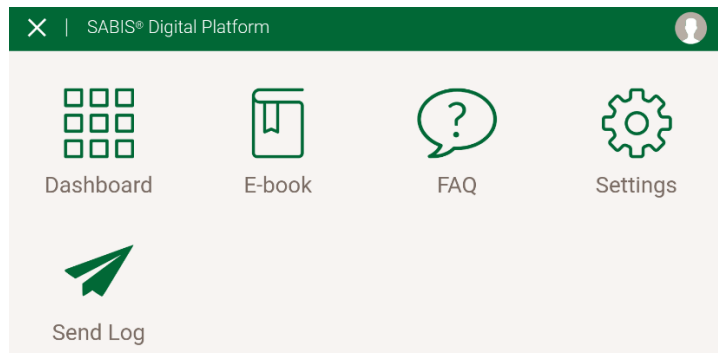 SABIS® Digital Platform
Dashboard
E-book
FAQ
Settings
Send Log